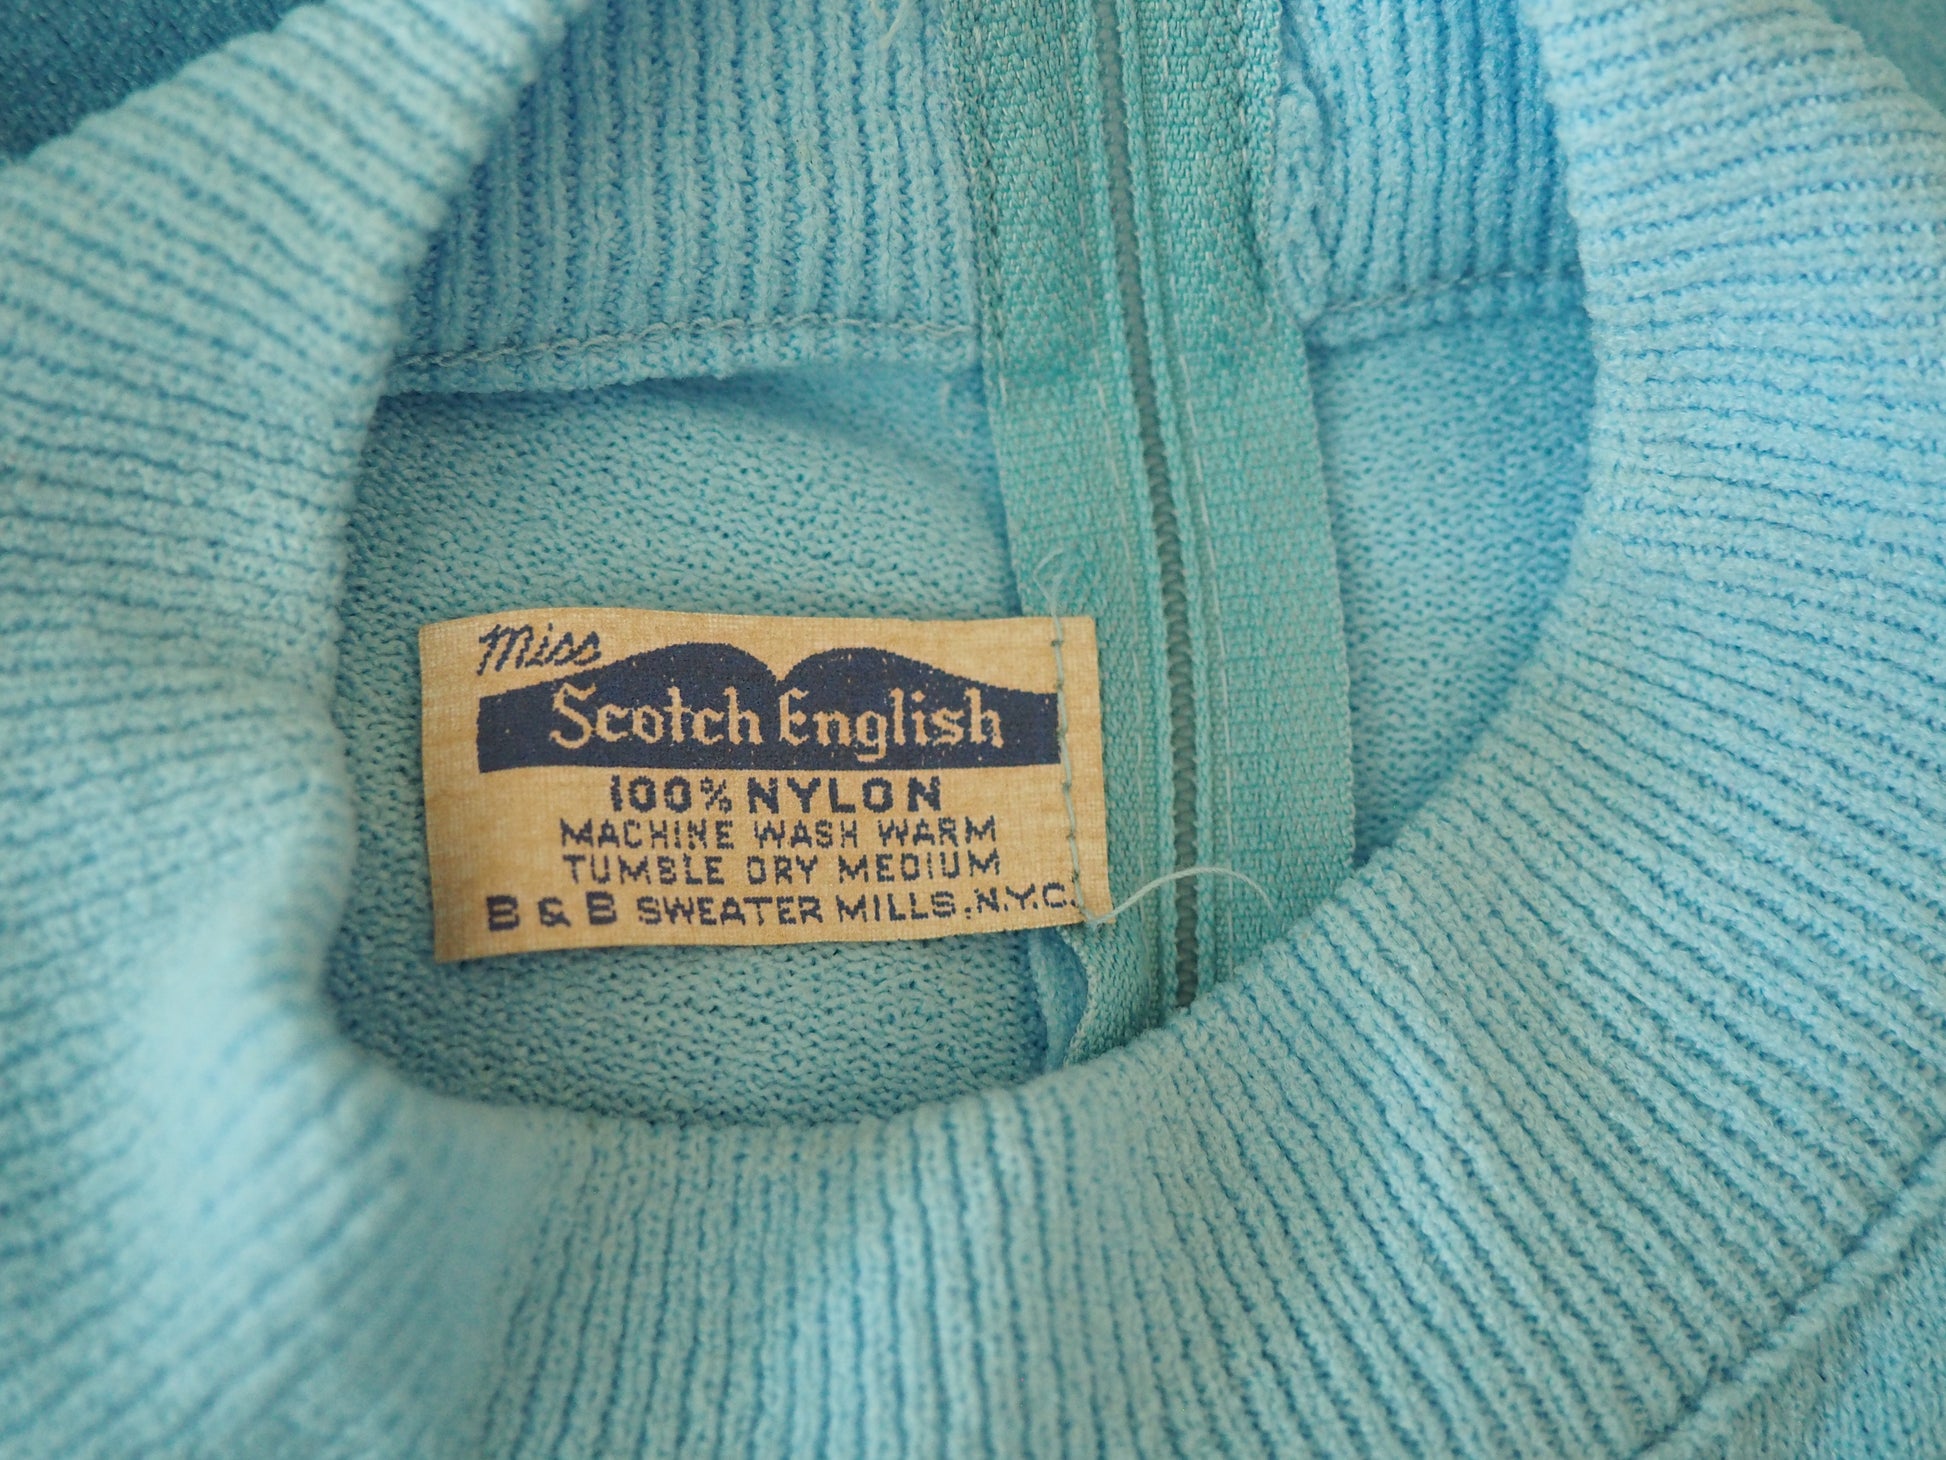 Miss
Scotch English
100% NYLON
MACHINE WASH WARM
TUMBLE DRY MEDIUM
B & B SWEATER MILLS, N.Y.C.